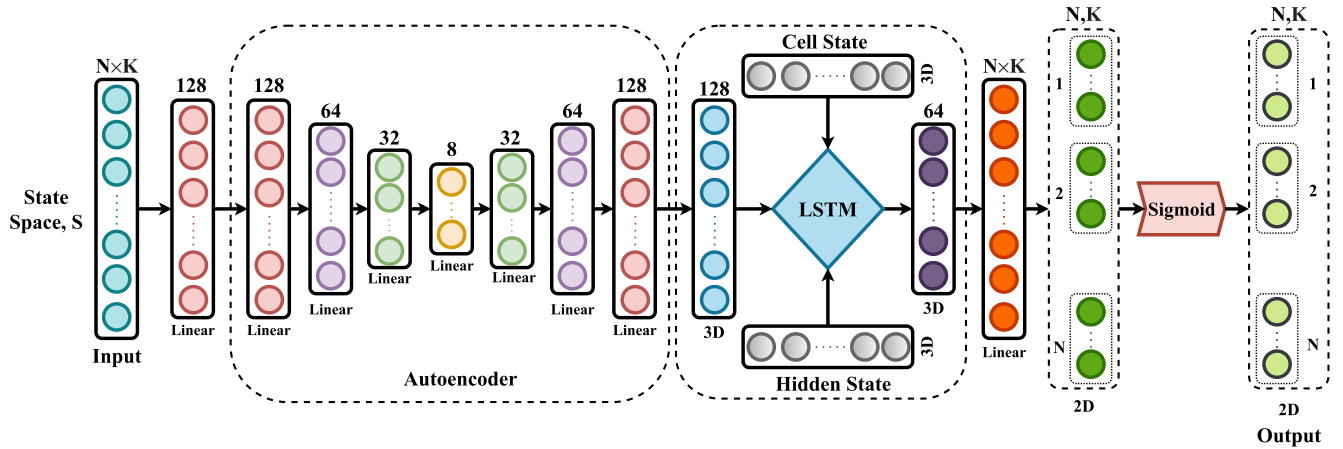 State
Space, S
N×K
Input
128
Linear
128
Linear
64
Linear
32
Linear
8
Linear
32
Linear
64
Linear
128
Linear
Autoencoder
128
3D
Cell State
3D
LSTM
3D
Hidden State
64
3D
N×K
Linear
N,K
1
2
N
2D
Sigmoid
N,K
1
2
N
2D
Output